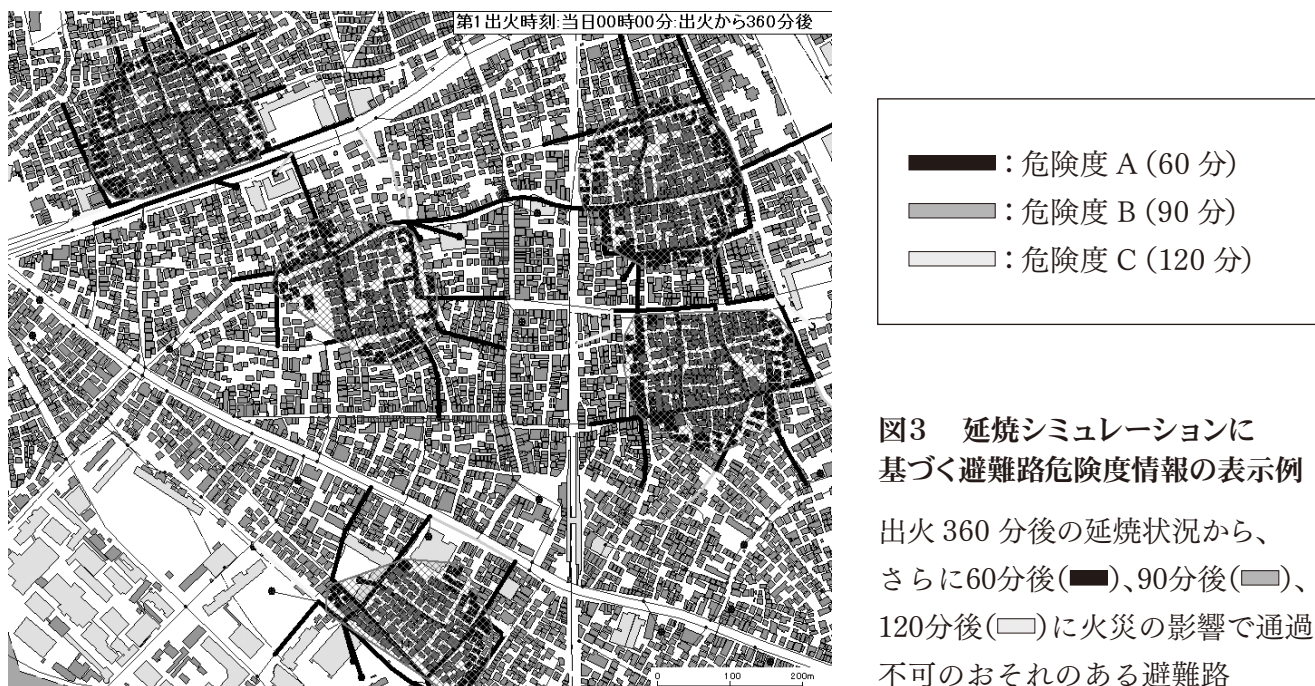 第1出火時刻:当日00時00分:出火から360分後
0 100 200m
:危険度 A (60 分)
:危険度 B (90 分)
:危険度 C (120 分)
図3 延焼シミュレーションに
基づく避難路危険度情報の表示例
出火 360 分後の延焼状況から、
さらに60分後( )、90分後( )、
120分後( )に火災の影響で通過
不可のおそれのある避難路